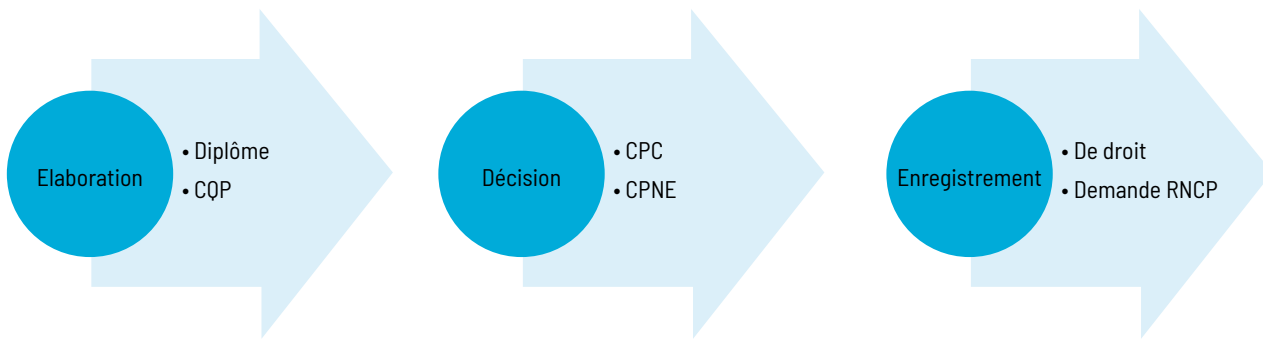 Elaboration
• Diplôme
• CQP
Décision
• CPC
• CPNE
Enregistrement
• De droit
• Demande RNCP